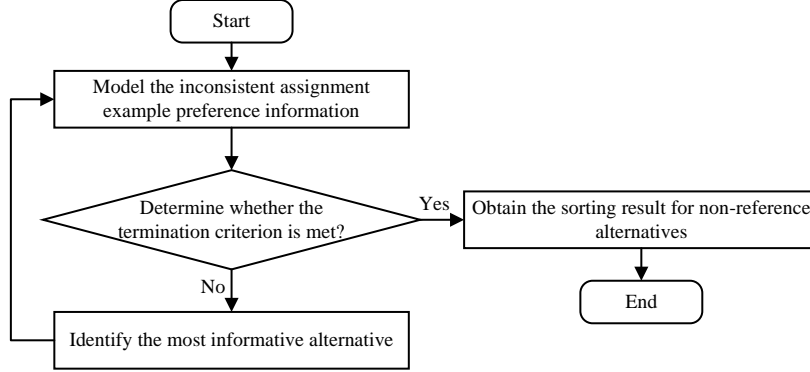 Start
Model the inconsistent assignment
example preference information
Determine whether the
termination criterion is met?
Yes
Obtain the sorting result for non-reference
alternatives
No
End
Identify the most informative alternative